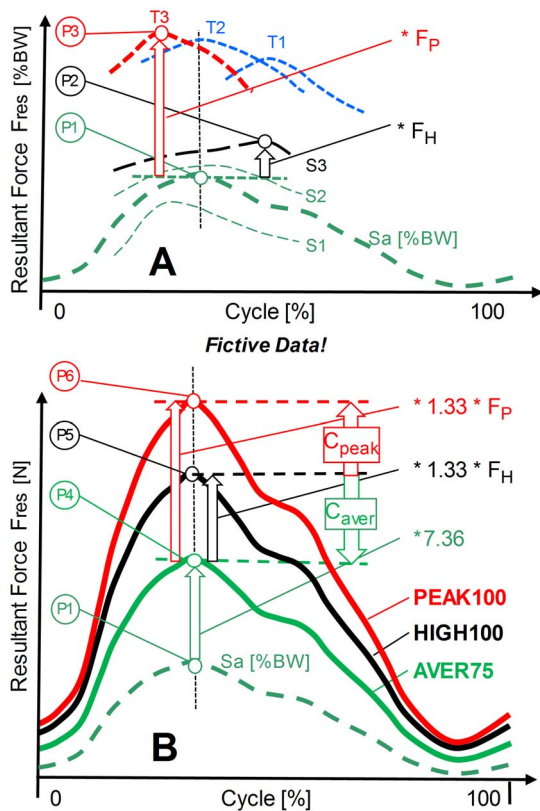 P3
T3
T2
T1
* FP
P2
* FH
P1
S3
S2
Sa [%BW]
S1
A
Resultant Force Fres [%BW]
0
Cycle [%]
100
Fictive Data!
P6
* 1.33 * FP
P5
Cpeak
* 1.33 * FH
P4
Caver
*7.36
PEAK100
P1
Sa [%BW]
HIGH100
AVER75
B
Resultant Force Fres [N]
0
Cycle [%]
100